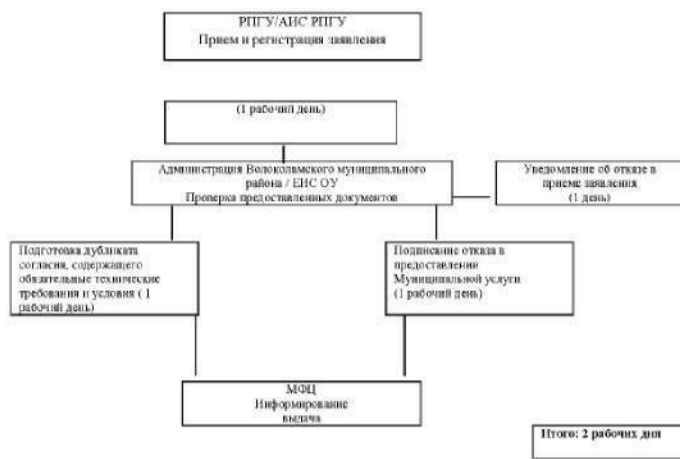 РПГУ/АИС РПГУ
Прием и регистрация заявления
(1 рабочий день)
Администрация Волоколамского муниципального
района / ЕИС ОУ
Проверка предоставленных документов
Уведомление об отказе в
приеме заявления
(1 день)
Подготовка дубликата
согласия, содержащего
обязательные технические
требования и условия ( 1
рабочий день)
Подписание отказа в
предоставлении
Муниципальной услуги
(1 рабочий день)
МФЦ
Информирование
выдача
Итого: 2 рабочих дня